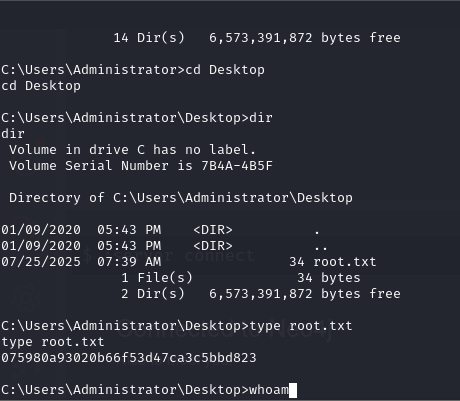 14 Dir(s)   6,573,391,872 bytes free
C:\Users\Administrator>cd Desktop
cd Desktop
C:\Users\Administrator\Desktop>dir
dir
 Volume in drive C has no label.
 Volume Serial Number is 7B4A-4B5F
 Directory of C:\Users\Administrator\Desktop
01/09/2020  05:43 PM    <DIR>          .
01/09/2020  05:43 PM    <DIR>          ..
07/25/2025  07:39 AM                34 root.txt
               1 File(s)             34 bytes
               2 Dir(s)   6,573,391,872 bytes free
C:\Users\Administrator\Desktop>type root.txt
type root.txt
075980a93020b66f53d47ca3c5bbd823
C:\Users\Administrator\Desktop>whoam